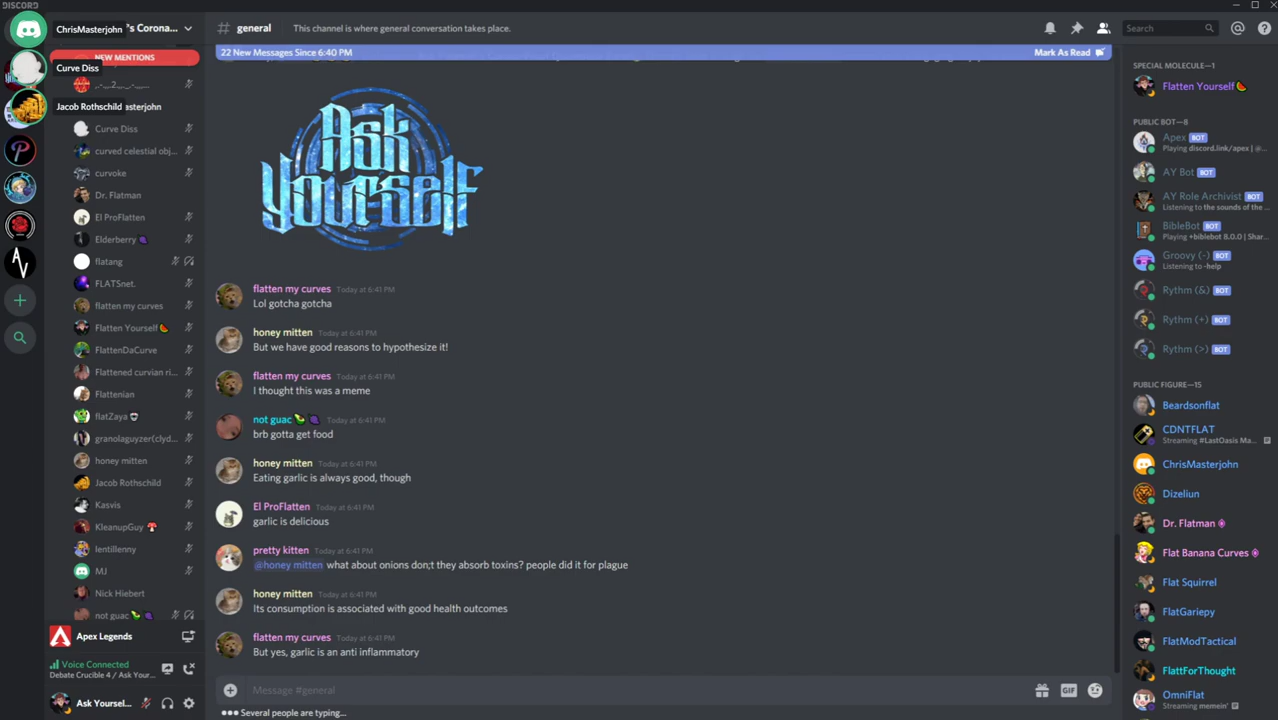 DISCORD
ChrisMasterjohn
's Corona...
# general
This channel is where general conversation takes place.
Search
22 New Messages Since 6:40 PM
Mark As Read
NEW MENTIONS
Curve Diss
Jacob Rothschild
asterjohn
Curve Diss
curved celestial obj...
curvoke
Dr. Flatman
El ProFlatten
Elderberry
flatang
FLATSnet.
flatten my curves
Flatten Yourself
FlattenDaCurve
Flattened curvian ri...
Flattenian
flatZaya
granolaguyzer(clyd...
honey mitten
Jacob Rothschild
Kasvis
KleanupGuy
lentillenny
MJ
Nick Hiebert
not guac
Apex Legends
Voice Connected
Debate Crucible 4 / Ask Your...
Ask Yoursel...
AV
Ask
Yourself
flatten my curves Today at 6:41 PM
Lol gotcha gotcha
honey mitten Today at 6:41 PM
But we have good reasons to hypothesize it!
flatten my curves Today at 6:41 PM
I thought this was a meme
not guac Today at 6:41 PM
brb gotta get food
honey mitten Today at 6:41 PM
Eating garlic is always good, though
El ProFlatten Today at 6:41 PM
garlic is delicious
pretty kitten Today at 6:41 PM
@honey mitten what about onions don;t they absorb toxins? people did it for plague
honey mitten Today at 6:41 PM
Its consumption is associated with good health outcomes
flatten my curves Today at 6:41 PM
But yes, garlic is an anti inflammatory
Message #general
GIF
Several people are typing...
SPECIAL MOLECULE—1
Flatten Yourself
PUBLIC BOT—8
Apex BOT
Playing discord.link/apex | @...
AY Bot BOT
AY Role Archivist BOT
Listening to the sounds of the...
BibleBot BOT
Playing +biblebot 8.0.0 | Shar...
Groovy (-) BOT
Listening to -help
Rythm (&) BOT
Rythm (+) BOT
Rythm (>) BOT
PUBLIC FIGURE—15
Beardsonflat
CDNTFLAT
Streaming #LastOasis Ma...
ChrisMasterjohn
Dizeliun
Dr. Flatman
Flat Banana Curves
Flat Squirrel
FlatGariepy
FlatModTactical
FlattForThought
OmniFlat
Streaming memein'